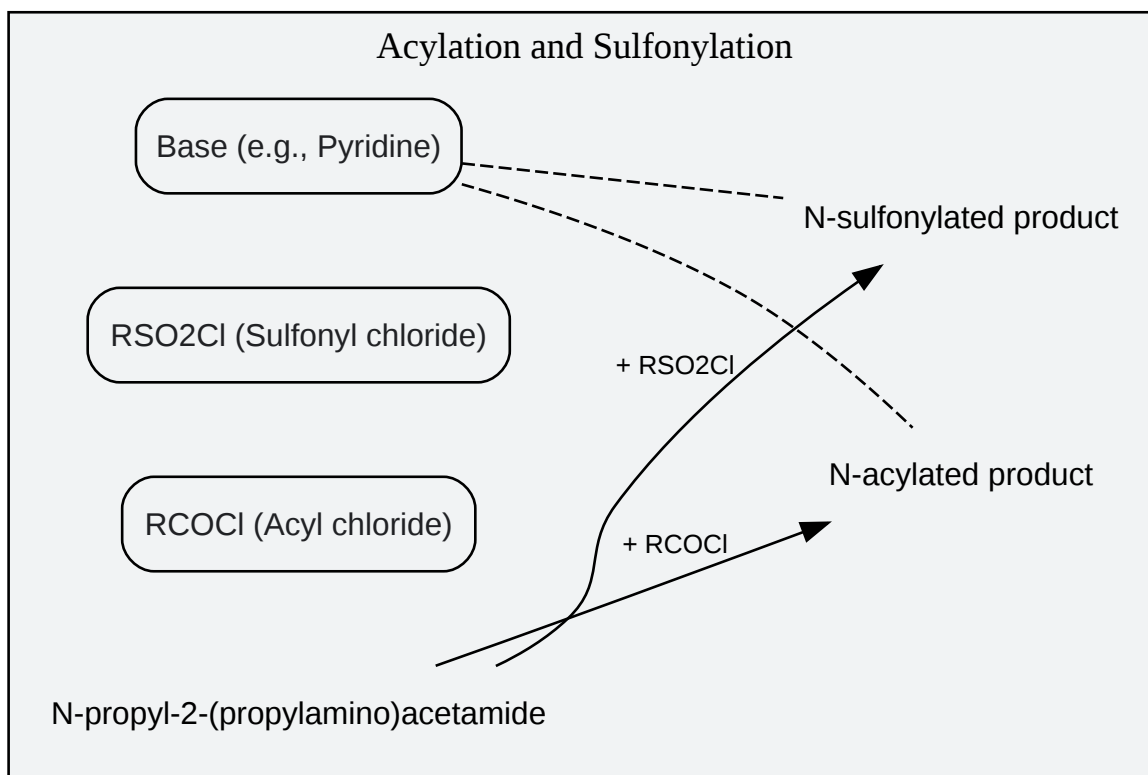 Acylation and Sulfonylation
Base (e.g., Pyridine)
N-sulfonylated product
RSO2Cl (Sulfonyl chloride)
+ RSO2Cl
N-acylated product
RCOCl (Acyl chloride)
+ RCOCl
N-propyl-2-(propylamino)acetamide